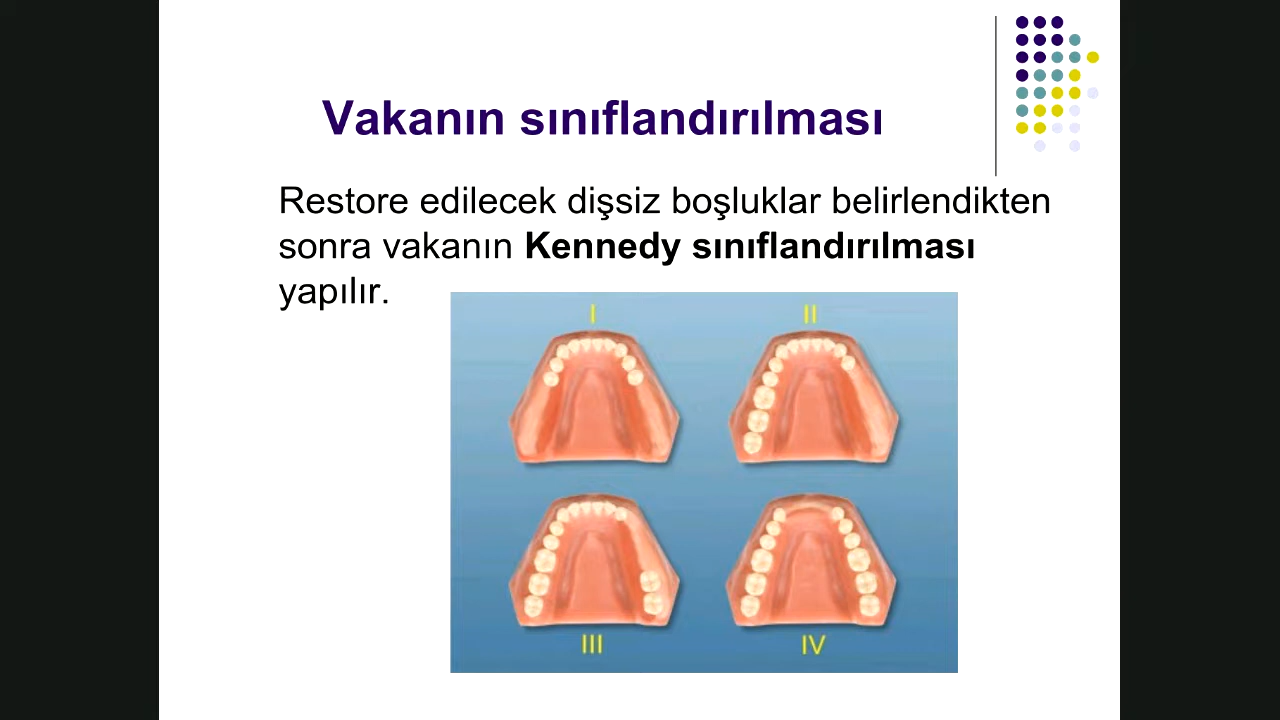 Vakanın sınıflandırılması
Restore edilecek dişsiz boşluklar belirlendikten
sonra vakanın Kennedy sınıflandırılması
yapılır.
I
II
III
IV